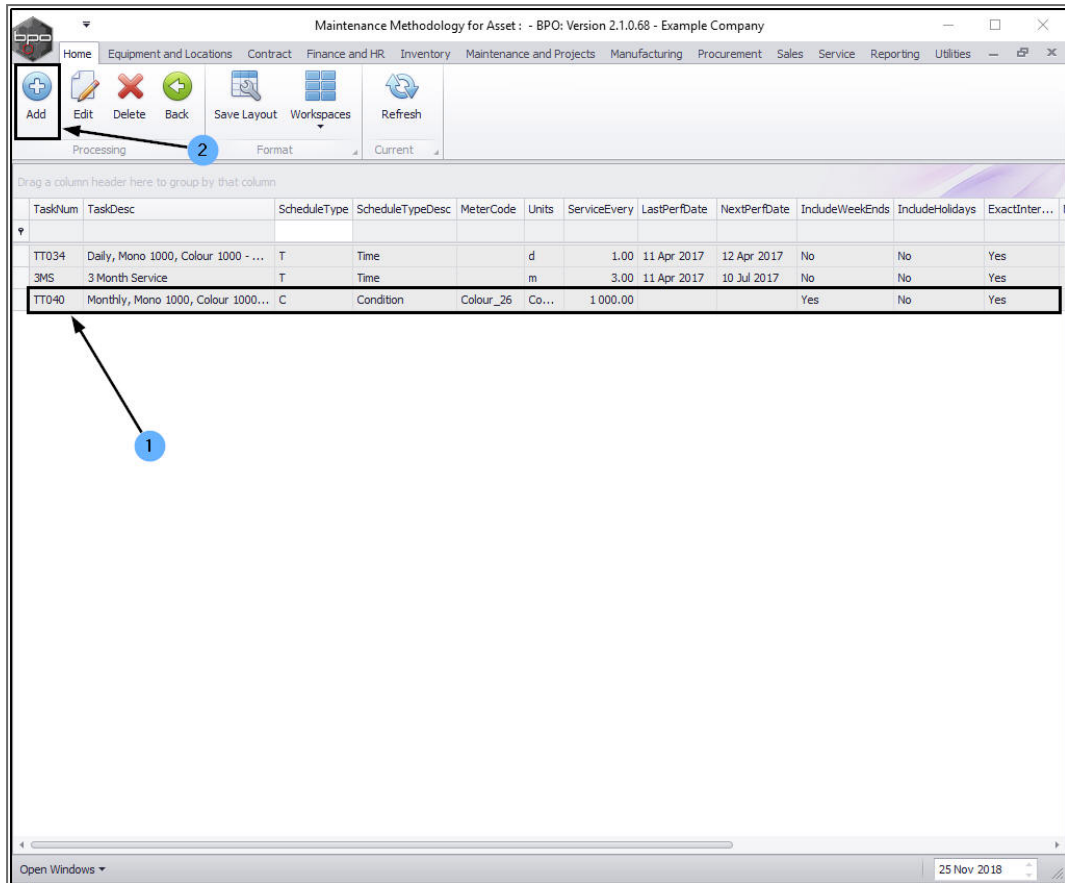 Maintenance Methodology for Asset : - BPO: Version 2.1.0.68 - Example Company
bpo
Home Equipment and Locations Contract Finance and HR Inventory Maintenance and Projects Manufacturing Procurement Sales Service Reporting Utilities
Add Edit Delete Back Save Layout Workspaces Refresh
Processing Format Current
2
Drag a column header here to group by that column
TaskNum TaskDesc ScheduleType ScheduleTypeDesc MeterCode Units ServiceEvery LastPerfDate NextPerfDate IncludeWeekEnds IncludeHolidays ExactInter...
TT034 Daily, Mono 1000, Colour 1000 - ... T Time d 1.00 11 Apr 2017 12 Apr 2017 No No Yes
3MS 3 Month Service T Time m 3.00 11 Apr 2017 10 Jul 2017 No No Yes
TT040 Monthly, Mono 1000, Colour 1000... C Condition Colour_26 Co... 1 000.00 Yes No Yes
1
Open Windows 25 Nov 2018